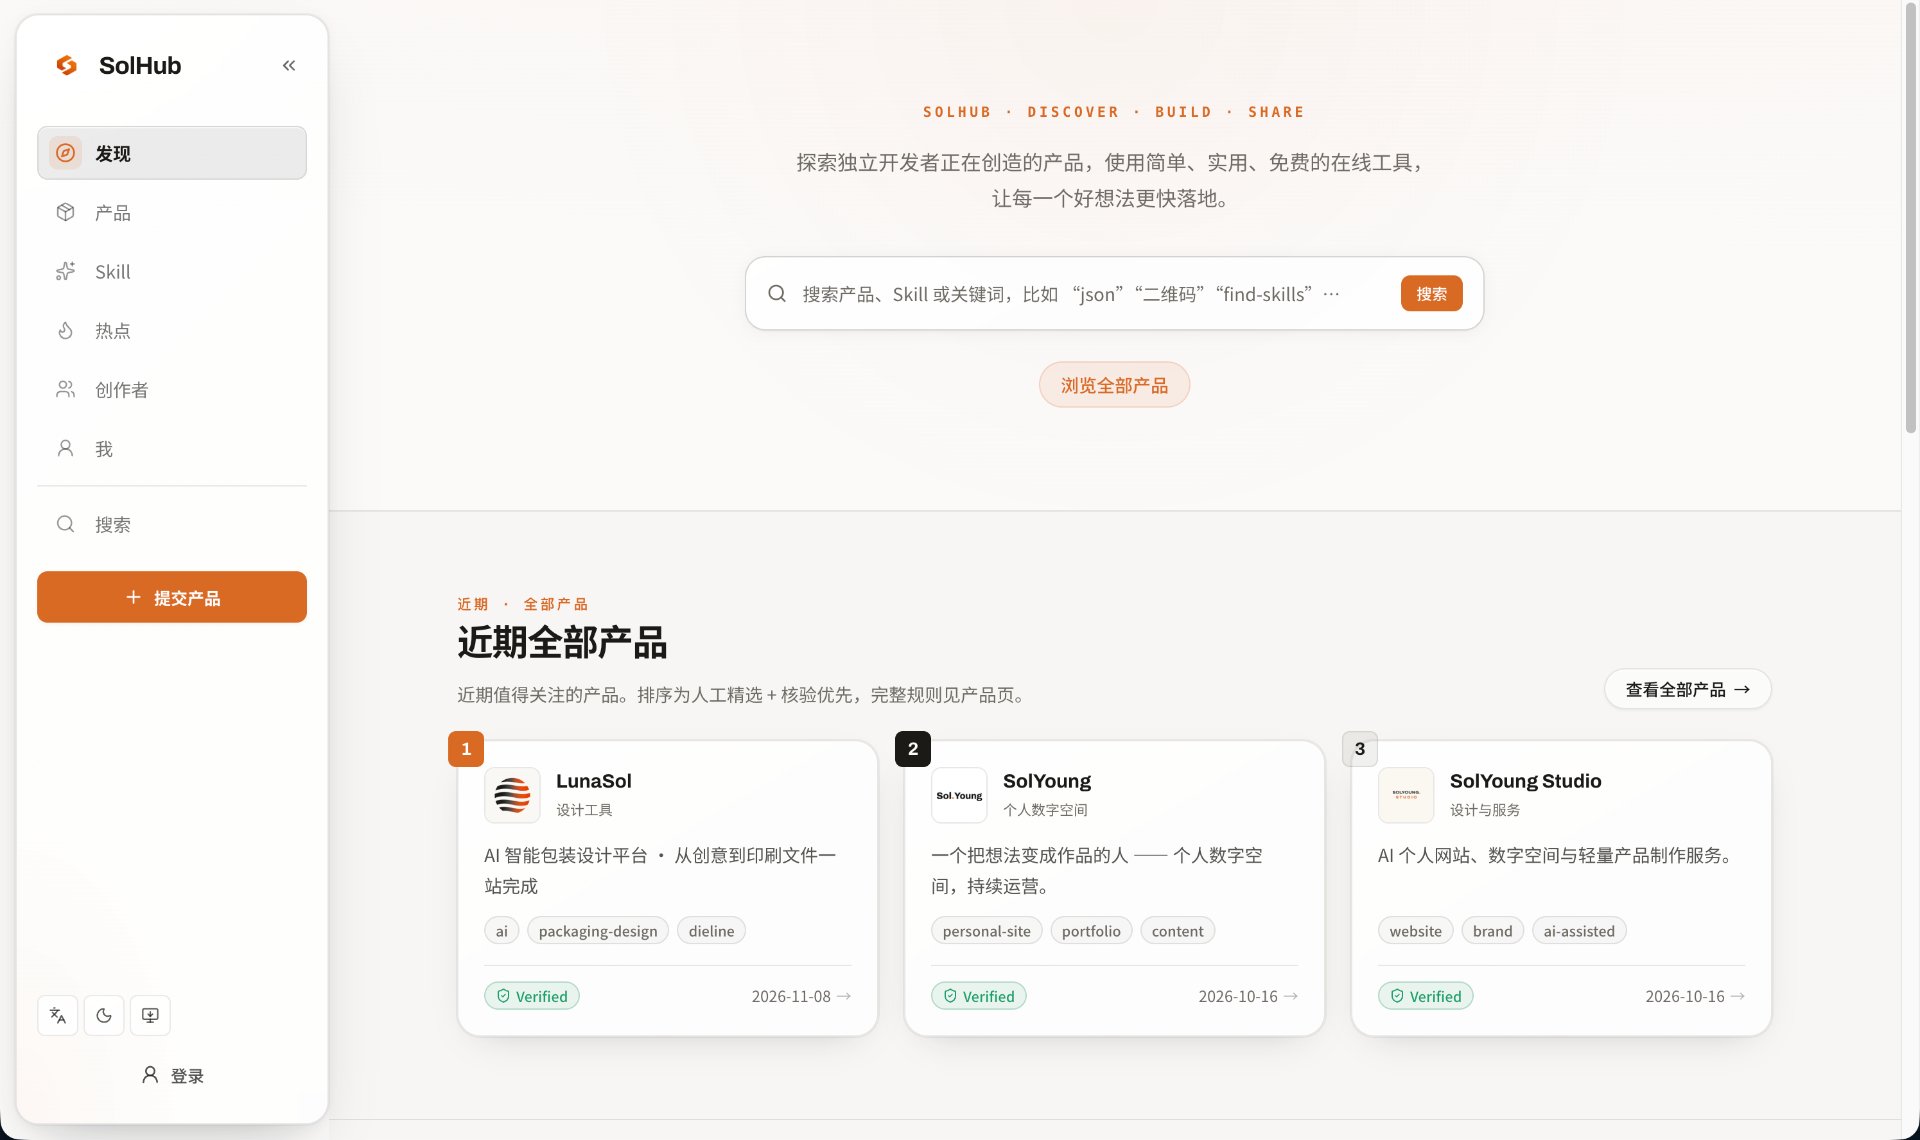 SolHub
发现
产品
Skill
热点
创作者
我
搜索
+ 提交产品
登录
SOLHUB · DISCOVER · BUILD · SHARE
探索独立开发者正在创造的产品，使用简单、实用、免费的在线工具，
让每一个好想法更快落地。
搜索产品、Skill 或关键词，比如 “json” “二维码” “find-skills” ⋯
搜索
浏览全部产品
近期 · 全部产品
近期全部产品
近期值得关注的产品。排序为人工精选 + 核验优先，完整规则见产品页。
查看全部产品 →
1
LunaSol
设计工具
AI 智能包装设计平台 · 从创意到印刷文件一
站完成
ai packaging-design dieline
Verified 2026-11-08 →
2
Sol.Young
SolYoung
个人数字空间
一个把想法变成作品的人 —— 个人数字空
间，持续运营。
personal-site portfolio content
Verified 2026-10-16 →
3
SOLYOUNG.
STUDIO
SolYoung Studio
设计与服务
AI 个人网站、数字空间与轻量产品制作服务。
website brand ai-assisted
Verified 2026-10-16 →